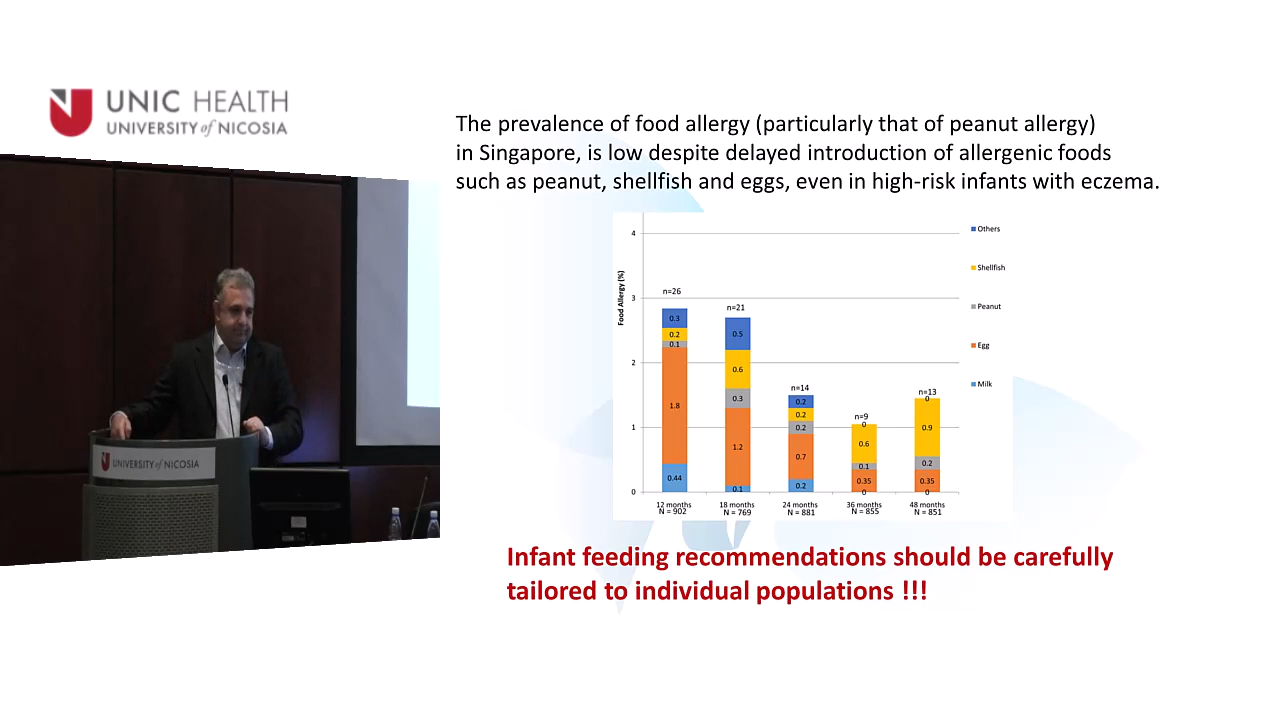 UNIC HEALTH
UNIVERSITY of NICOSIA
The prevalence of food allergy (particularly that of peanut allergy)
in Singapore, is low despite delayed introduction of allergenic foods
such as peanut, shellfish and eggs, even in high-risk infants with eczema.
Food Allergy (%)
4
3
2
1
0
n=26
0.3
0.2
0.1
1.8
0.44
12 months
N = 902
n=21
0.5
0.6
0.3
1.2
0.1
18 months
N = 769
n=14
0.2
0.2
0.2
0.7
0.2
24 months
N = 881
n=9
0
0.6
0.1
0.35
0
36 months
N = 855
n=13
0
0.9
0.2
0.35
0
48 months
N = 851
Others
Shellfish
Peanut
Egg
Milk
UNIVERSITY of NICOSIA
Infant feeding recommendations should be carefully
tailored to individual populations !!!